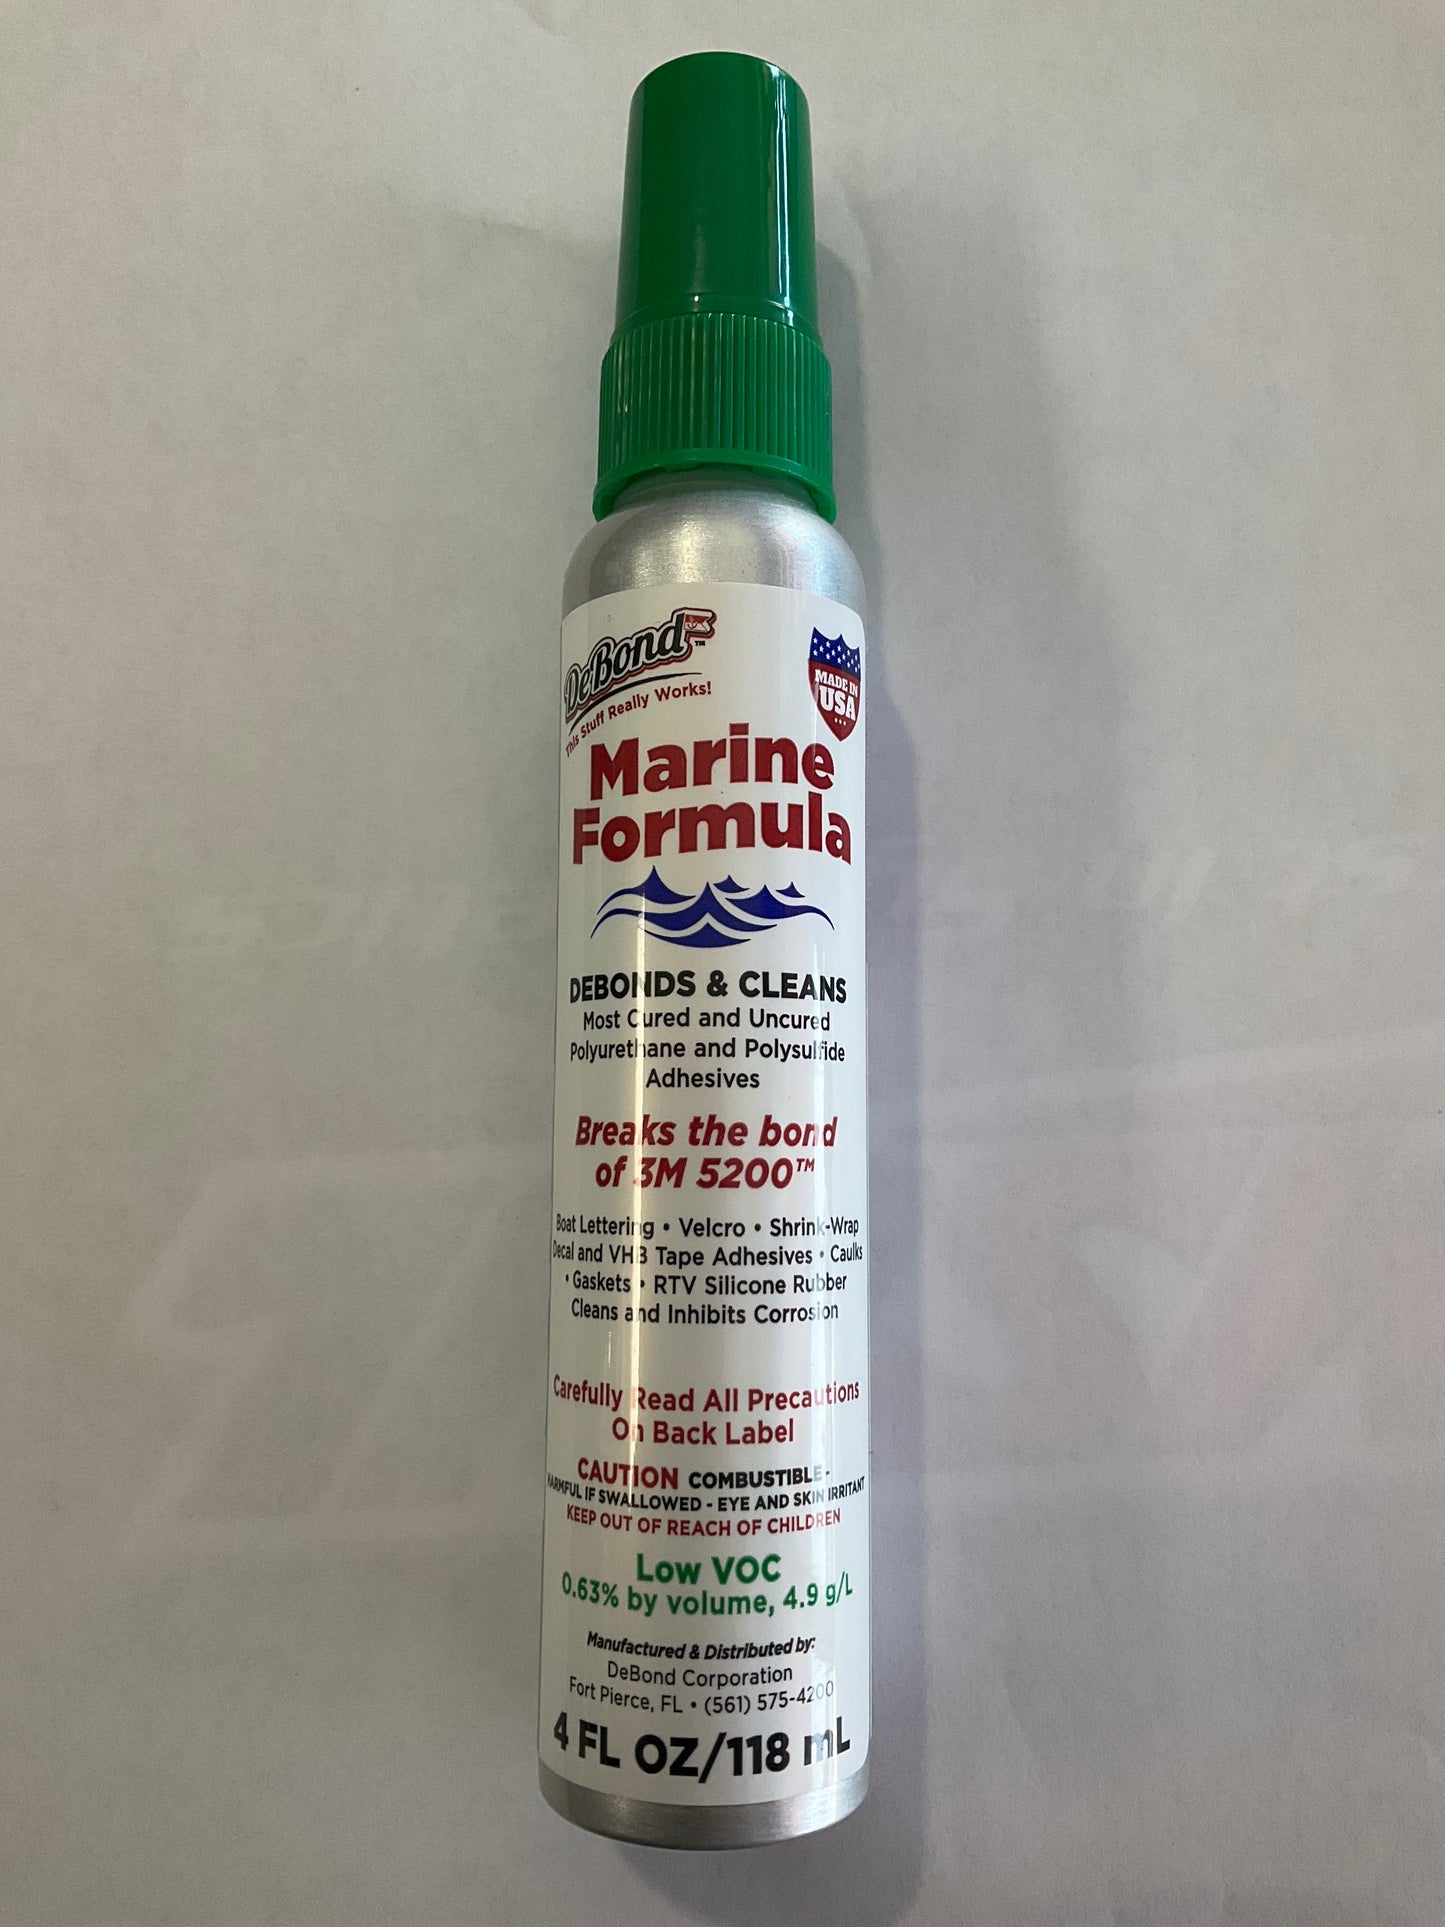 DeBond™
This Stuff Really Works!
MADE IN
USA
Marine
Formula
DEBONDS & CLEANS
Most Cured and Uncured
Polyurethane and Polysulfide
Adhesives
Breaks the bond
of 3M 5200™
Boat Lettering • Velcro • Shrink-Wrap
Decal and VHB Tape Adhesives • Caulks
• Gaskets • RTV Silicone Rubber
Cleans and Inhibits Corrosion
Carefully Read All Precautions
On Back Label
CAUTION COMBUSTIBLE -
HARMFUL IF SWALLOWED - EYE AND SKIN IRRITANT
KEEP OUT OF REACH OF CHILDREN
Low VOC
0.63% by volume, 4.9 g/L
Manufactured & Distributed by:
DeBond Corporation
Fort Pierce, FL • (561) 575-4200
4 FL OZ/118 mL